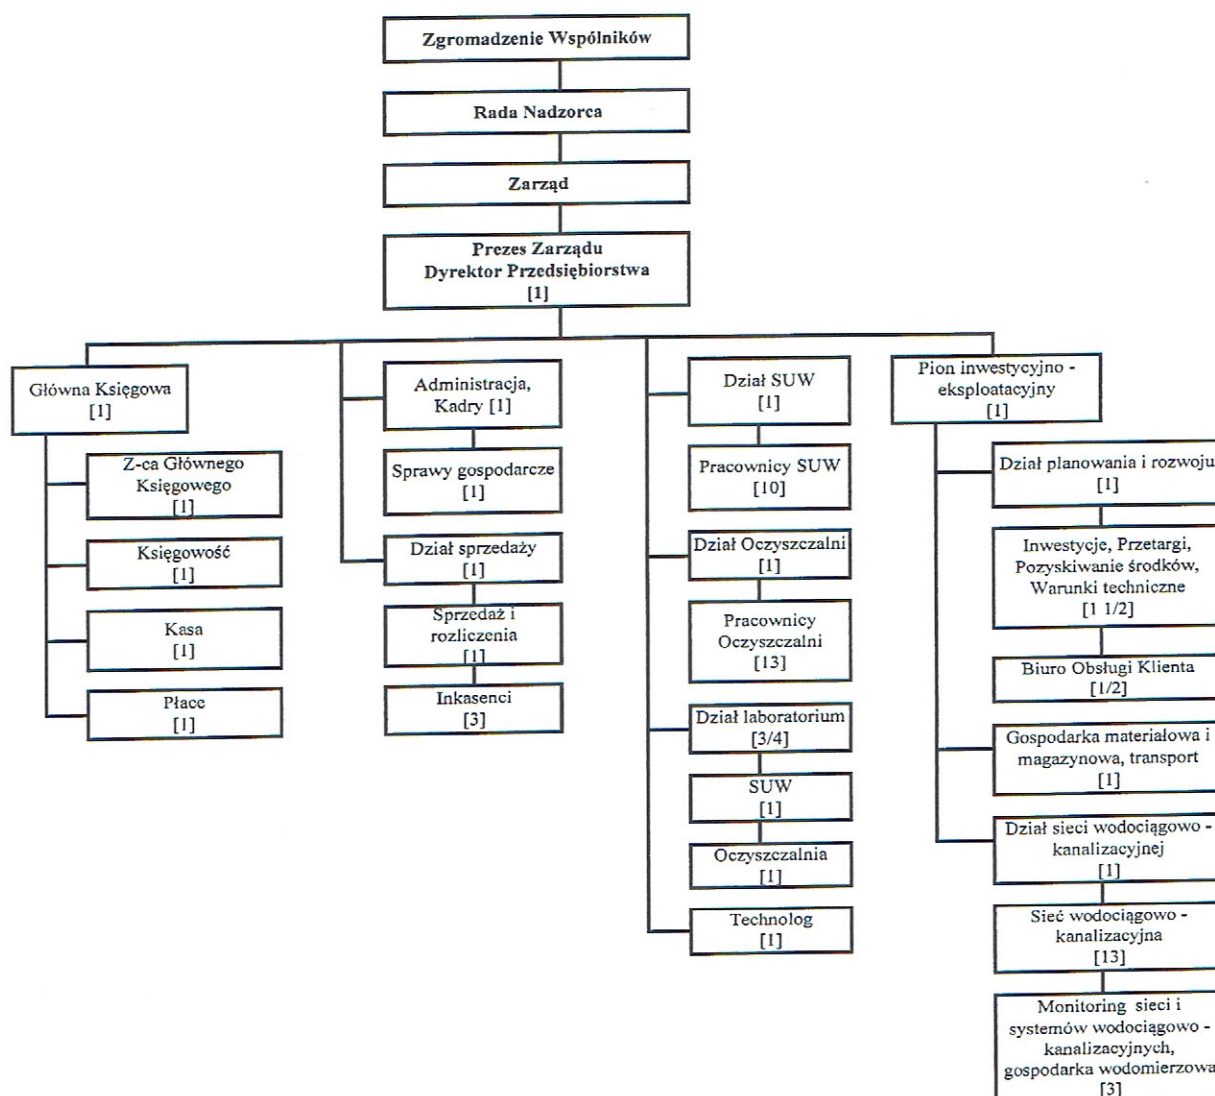 Zgromadzenie Wspólników
Rada Nadzorca
Zarząd
Prezes Zarządu
Dyrektor Przedsiębiorstwa
[1]
Główna Księgowa
[1]
Z-ca Głównego
Księgowego
[1]
Księgowość
[1]
Kasa
[1]
Płace
[1]
Administracja,
Kadry [1]
Sprawy gospodarcze
[1]
Dział sprzedaży
[1]
Sprzedaż i
rozliczenia
[1]
Inkasenci
[3]
Dział SUW
[1]
Pracownicy SUW
[10]
Dział Oczyszczalni
[1]
Pracownicy
Oczyszczalni
[13]
Dział laboratorium
[3/4]
SUW
[1]
Oczyszczalnia
[1]
Technolog
[1]
Pion inwestycyjno -
eksploatacyjny
[1]
Dział planowania i rozwoju
[1]
Inwestycje, Przetargi,
Pozyskiwanie środków,
Warunki techniczne
[1 1/2]
Biuro Obsługi Klienta
[1/2]
Gospodarka materiałowa i
magazynowa, transport
[1]
Dział sieci wodociągowo -
kanalizacyjnej
[1]
Sieć wodociągowo -
kanalizacyjna
[13]
Monitoring sieci i
systemów wodociągowo -
kanalizacyjnych,
gospodarka wodomierzowa
[3]